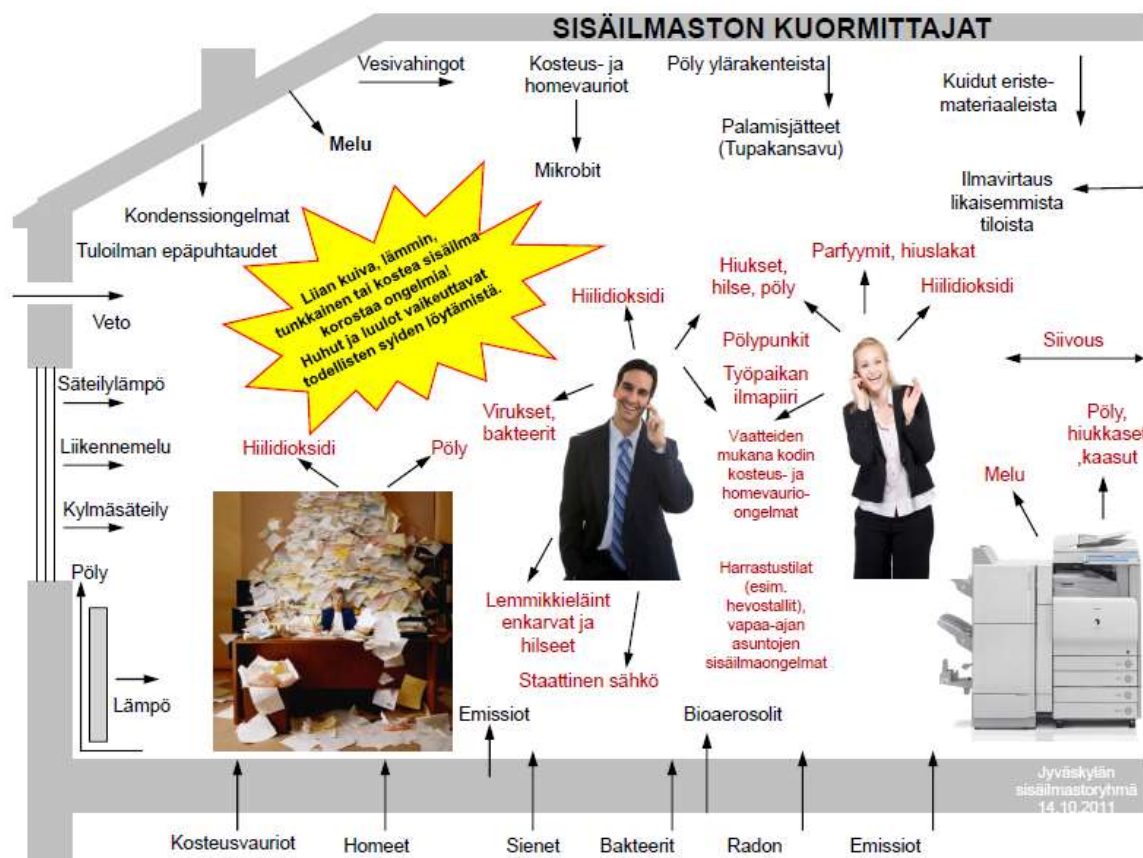 SISÄILMASTON KUORMITTAJAT
Vesivahingot
Kosteus- ja
homevauriot
Pöly ylärakenteista
Kuidut eriste-
materiaaleista
Melu
Mikrobit
Palamisjätteet
(Tupakansavu)
Ilmavirtaus
likaisemmista
tiloista
Kondenssiongelmat
Tuloilman epäpuhtaudet
Veto
Liian kuiva, lämmin,
tunkkainen tai kostea sisäilma
korostaa ongelmia!
Huhut ja luulot vaikeuttavat
todellisten syiden löytämistä.
Hiilidioksidi
Hiukset,
hilse, pöly
Parfyymit, hiuslakat
Hiilidioksidi
Pölypunkit
Työpaikan
ilmapiiri
Siivous
Säteilylämpö
Liikennemelu
Kylmäsäteily
Hiilidioksidi
Pöly
Virukset,
bakteerit
Vaatteiden
mukana kodin
kosteus- ja
homevaurio-
ongelmat
Melu
Pöly,
hiukkaset
,kaasut
Pöly
Lämpö
Lemmikkieläint
enkarvat ja
hilseet
Staattinen sähkö
Harrastustilat
(esim.
hevostallit),
vapaa-ajan
asuntojen
sisäilmaongelmat
Emissiot
Bioaerosolit
Jyväskylän
sisäilmastoryhmä
14.10.2011
Kosteusvauriot
Homeet
Sienet
Bakteerit
Radon
Emissiot